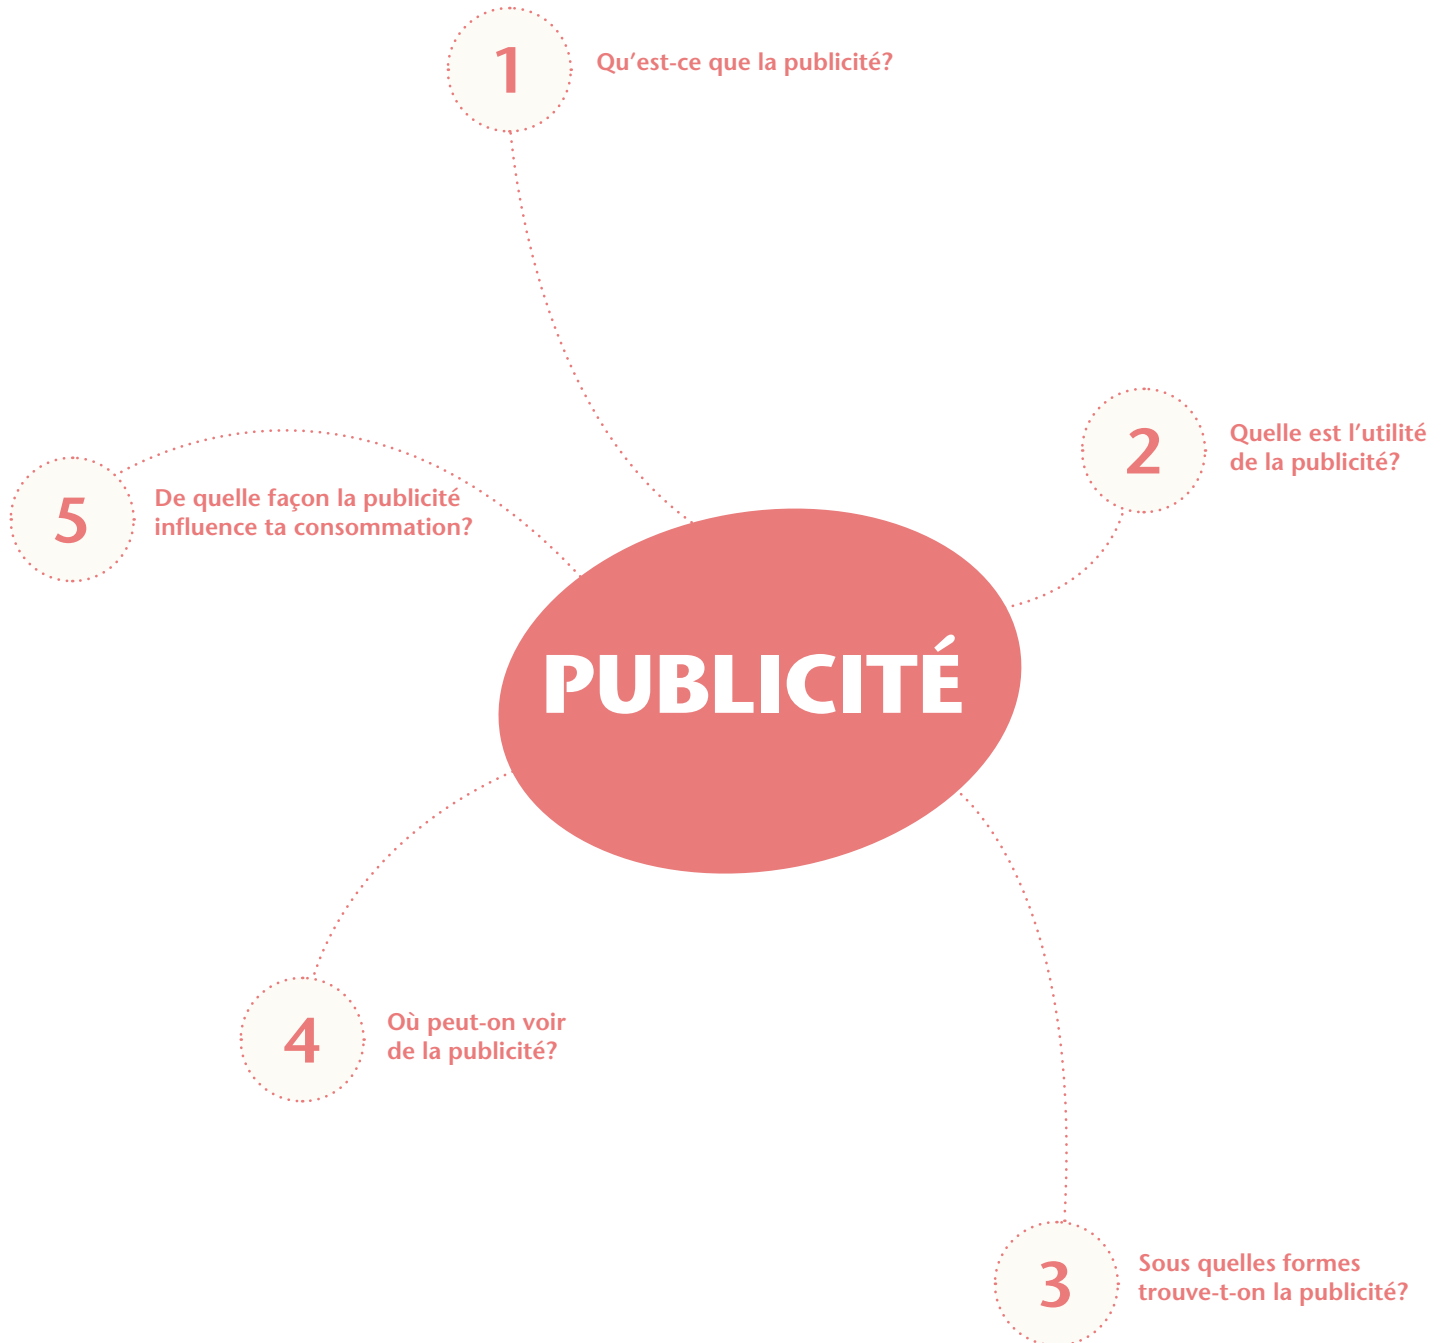 1
Qu’est-ce que la publicité?
2
Quelle est l’utilité
de la publicité?
5
De quelle façon la publicité
influence ta consommation?
PUBLICITÉ
4
Où peut-on voir
de la publicité?
3
Sous quelles formes
trouve-t-on la publicité?